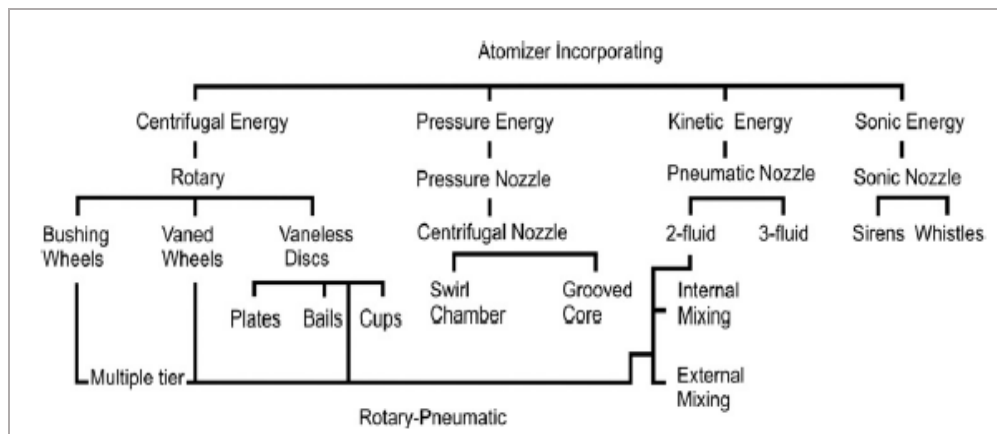 Atomizer Incorporating
Centrifugal Energy
Pressure Energy
Kinetic Energy
Sonic Energy
Rotary
Pressure Nozzle
Pneumatic Nozzle
Sonic Nozzle
Bushing
Wheels
Vaned
Wheels
Vaneless
Discs
Centrifugal Nozzle
2-fluid
3-fluid
Sirens
Whistles
Plates
Bails
Cups
Swirl
Chamber
Grooved
Core
Internal
Mixing
Multiple tier
External
Mixing
Rotary-Pneumatic